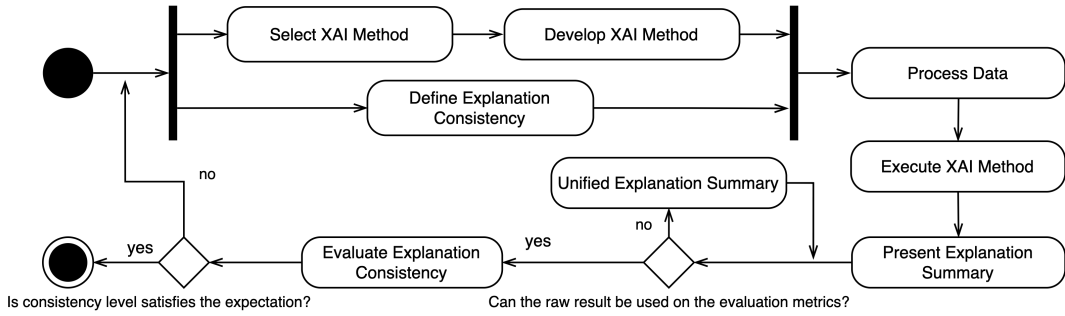 Select XAI Method
Develop XAI Method
Process Data
Define Explanation
Consistency
Execute XAI Method
no
Unified Explanation Summary
no
yes
Evaluate Explanation
Consistency
yes
Present Explanation
Summary
Is consistency level satisfies the expectation?
Can the raw result be used on the evaluation metrics?